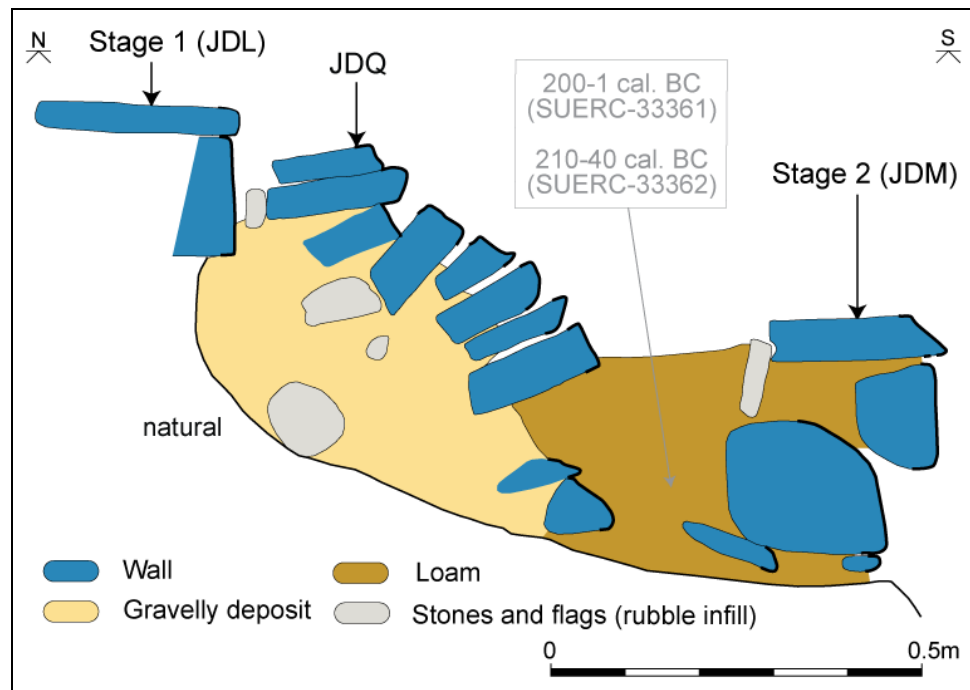 N
S
Stage 1 (JDL)
JDQ
200-1 cal. BC
(SUERC-33361)
210-40 cal. BC
(SUERC-33362)
Stage 2 (JDM)
natural
Wall
Loam
Gravelly deposit
Stones and flags (rubble infill)
0
0.5m